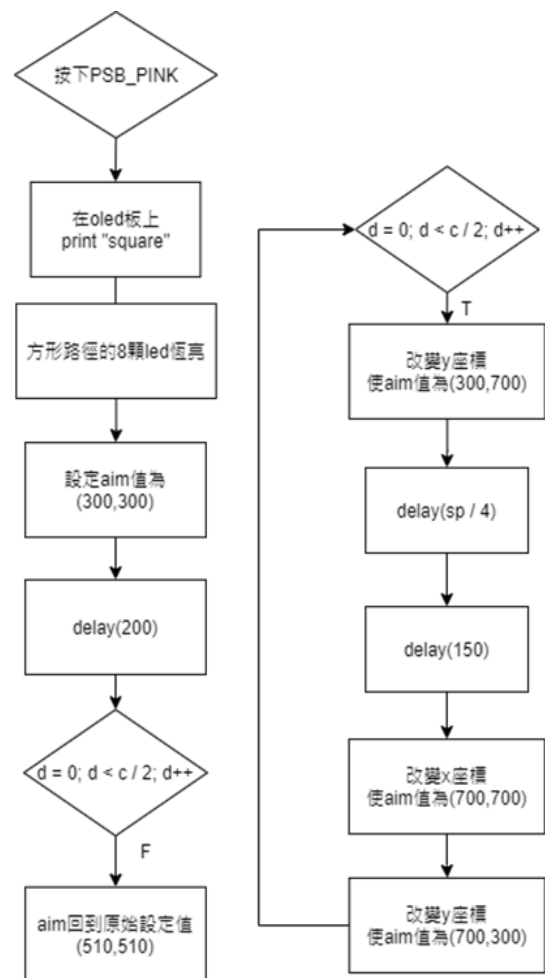 按下PSB_PINK
在oled板上
print "square"
方形路徑的8顆led恆亮
設定aim值為
(300,300)
delay(200)
d = 0; d < c / 2; d++
F
aim回到原始設定值
(510,510)
d = 0; d < c / 2; d++
T
改變y座標
使aim值為(300,700)
delay(sp / 4)
delay(150)
改變x座標
使aim值為(700,700)
改變y座標
使aim值為(700,300)